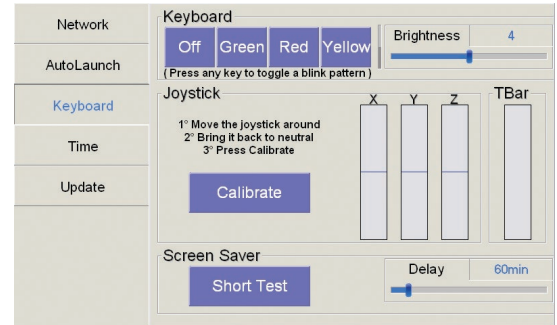 Network
AutoLaunch
Keyboard
Time
Update
Keyboard
Off Green Red Yellow
(Press any key to toggle a blink pattern)
Brightness 4
Joystick
1° Move the joystick around
2° Bring it back to neutral
3° Press Calibrate
Calibrate
X Y Z
TBar
Screen Saver
Short Test
Delay 60min